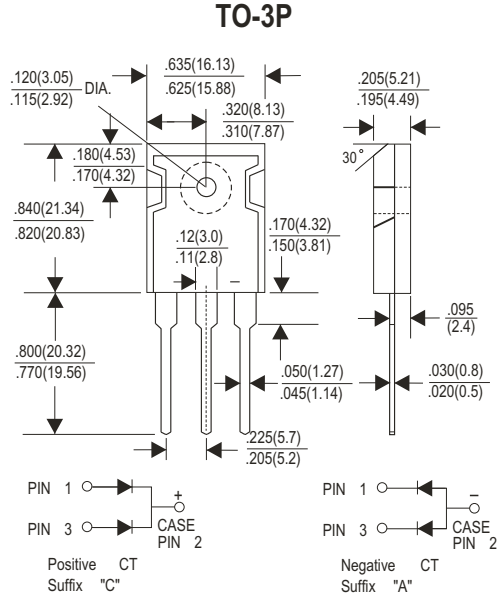 TO-3P
.635(16.13)
.625(15.88)
.120(3.05)
.115(2.92)
DIA.
.205(5.21)
.195(4.49)
.320(8.13)
.310(7.87)
.180(4.53)
.170(4.32)
30°
.840(21.34)
.820(20.83)
.12(3.0)
.11(2.8)
.170(4.32)
.150(3.81)
.095
(2.4)
.800(20.32)
.770(19.56)
.050(1.27)
.045(1.14)
.030(0.8)
.020(0.5)
.225(5.7)
.205(5.2)
PIN 1
+
PIN 3
CASE
PIN 2
Positive CT
Suffix "C"
PIN 1
−
PIN 3
CASE
PIN 2
Negative CT
Suffix "A"